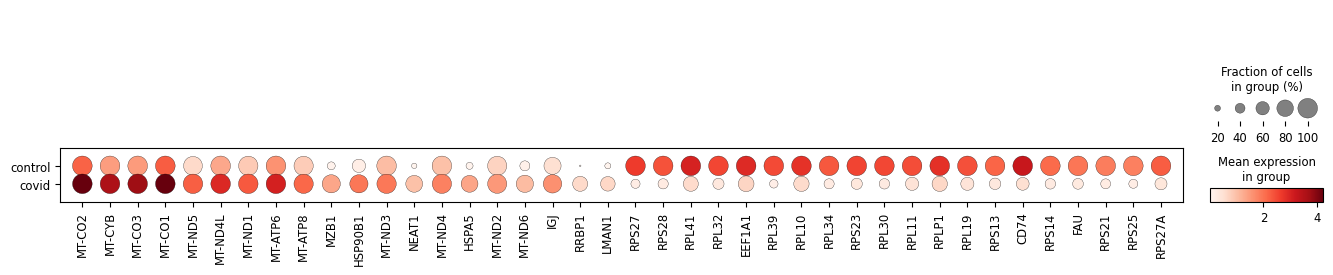 Fraction of cells
in group (%)
20 40 60 80 100
Mean expression
in group
2 4
control
covid
MT-CO2
MT-CYB
MT-CO3
MT-CO1
MT-ND5
MT-ND4L
MT-ND1
MT-ATP6
MT-ATP8
MZB1
HSP90B1
MT-ND3
NEAT1
MT-ND4
HSPA5
MT-ND2
MT-ND6
IGJ
RRBP1
LMAN1
RPS27
RPS28
RPL41
RPL32
EEF1A1
RPL39
RPL10
RPL34
RPS23
RPL30
RPL11
RPLP1
RPL19
RPS13
CD74
RPS14
FAU
RPS21
RPS25
RPS27A